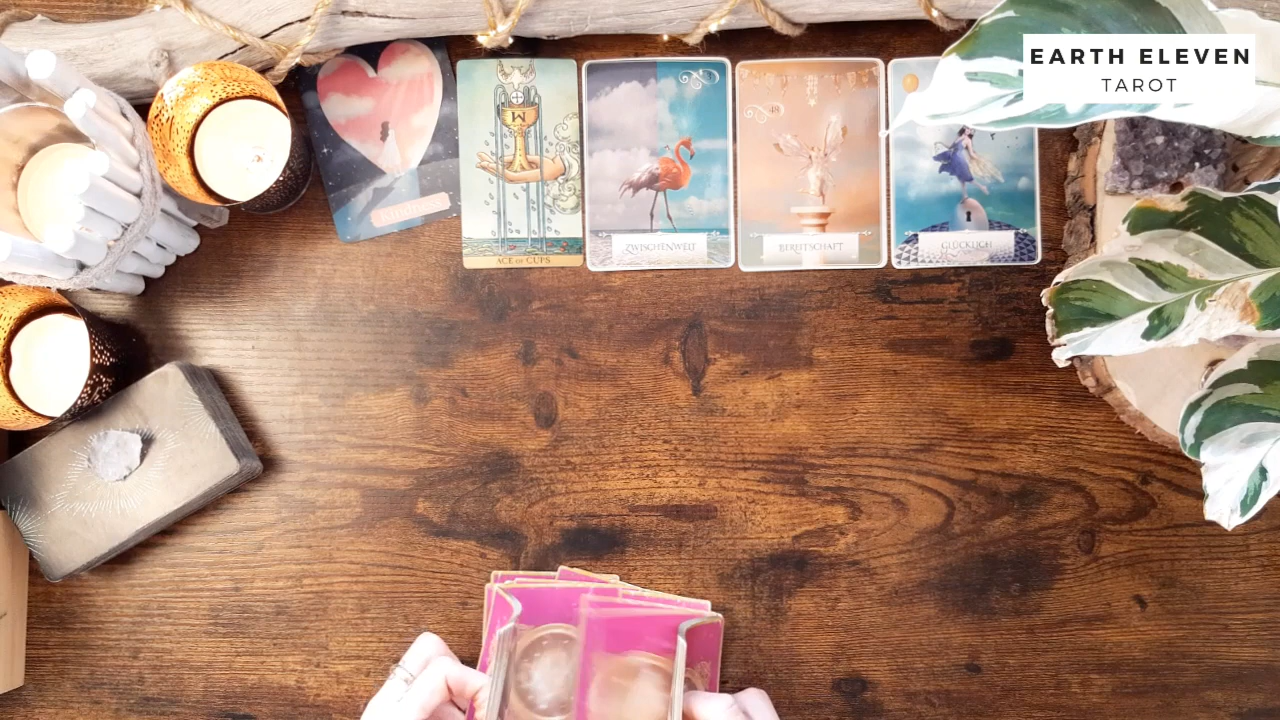 EARTH ELEVEN
TAROT
ACE OF CUPS
ZWISCHENWELT
BEREITSCHAFT
GLÜCKLICH